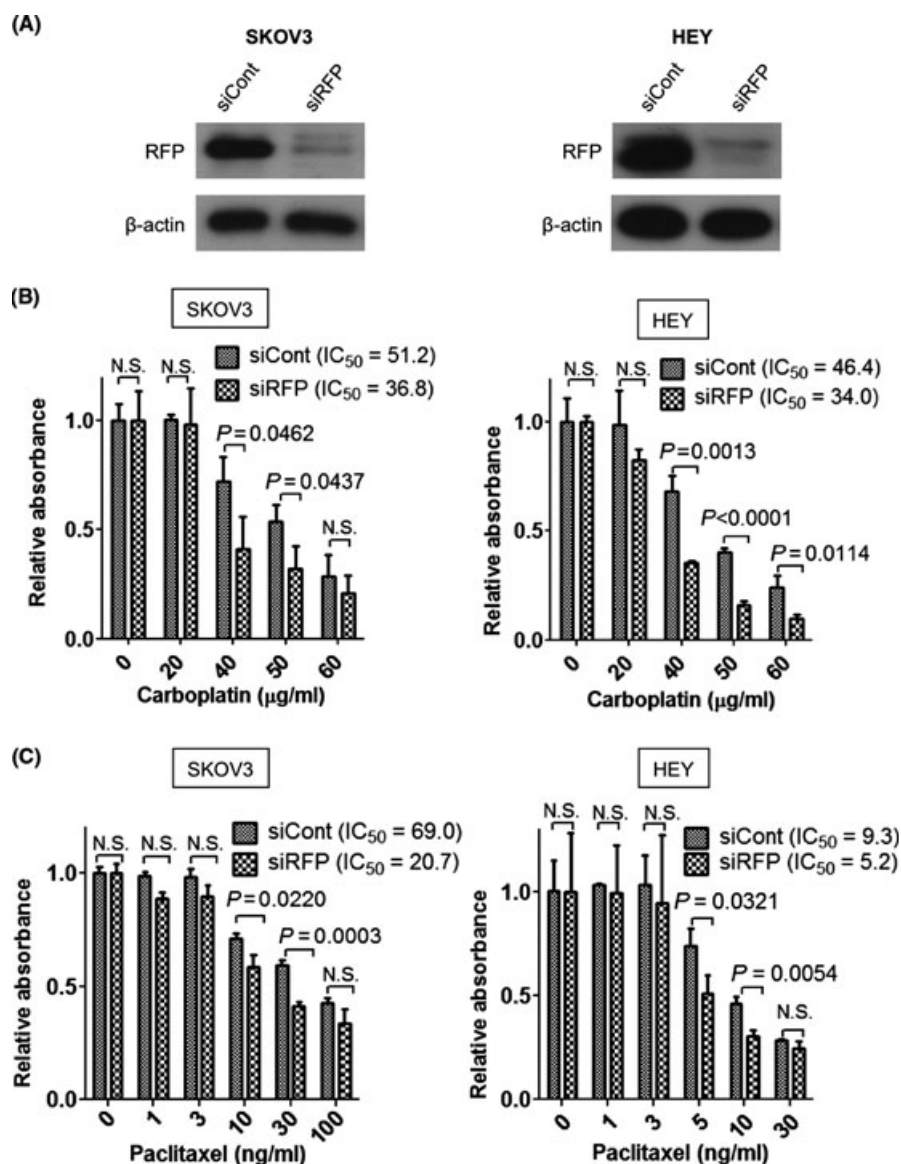 (A)
SKOV3
siCont siRFP
RFP
β-actin
HEY
siCont siRFP
RFP
β-actin
(B)
SKOV3
siCont (IC50 = 51.2)
siRFP (IC50 = 36.8)
N.S. N.S.
P = 0.0462
P = 0.0437
N.S.
Relative absorbance
1.0
0.5
0.0
0 20 40 50 60
Carboplatin (μg/ml)
HEY
siCont (IC50 = 46.4)
siRFP (IC50 = 34.0)
N.S. N.S.
P = 0.0013
P<0.0001
P = 0.0114
Relative absorbance
1.0
0.5
0.0
0 20 40 50 60
Carboplatin (μg/ml)
(C)
SKOV3
siCont (IC50 = 69.0)
siRFP (IC50 = 20.7)
N.S. N.S. N.S.
P = 0.0220
P = 0.0003
N.S.
Relative absorbance
1.0
0.5
0.0
0 1 3 10 30 100
Paclitaxel (ng/ml)
HEY
N.S. N.S. N.S.
siCont (IC50 = 9.3)
siRFP (IC50 = 5.2)
P = 0.0321
P = 0.0054
N.S.
Relative absorbance
1.0
0.5
0.0
0 1 3 5 10 30
Paclitaxel (ng/ml)